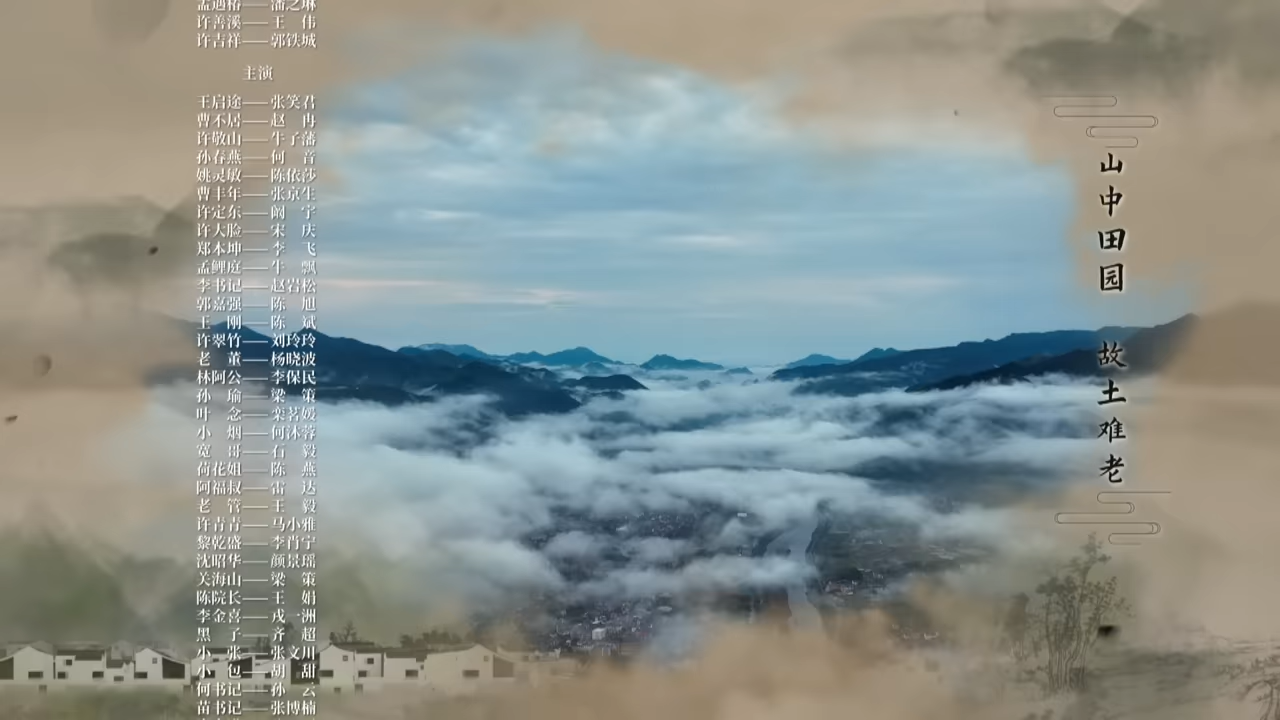 孟遇椿——潘之琳
许善溪——王 伟
许吉祥——郭铁城
主演
王启途——张笑君
曹不居——赵 冉
许敬山——牛子藩
孙春燕——何 音
姚灵敏——陈依莎
曹丰年——张京生
许定东——阚 宇
许大脸——宋 庆
郑本坤——李 飞
孟鲤庭——牛 飘
李书记——赵岩松
郭嘉强——陈 旭
王 刚——陈 斌
许翠竹——刘玲玲
老 董——杨晓波
林阿公——李保民
孙 瑜——梁 策
叶 念——栾茗媛
小 烟——何沐蓉
宽 哥——石 毅
荷花姐——陈 燕
阿福叔——雷 达
老 管——王 毅
许青青——马小雅
黎乾盛——李肖宁
沈昭华——颜景瑶
关海山——梁 策
陈院长——王 娟
李金喜——戎一洲
黑 子——齐 超
小 张——张文川
小 包——胡 甜
何书记——孙 云
苗书记——张博楠
山中田园
故土难老